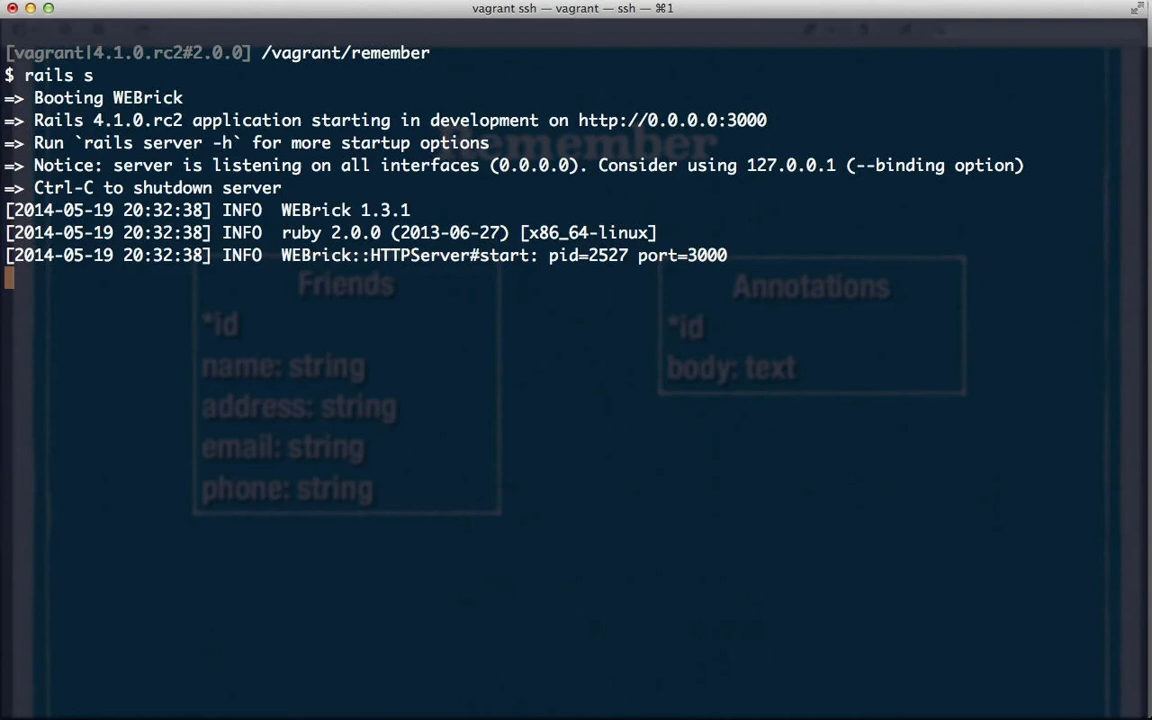 vagrant ssh — vagrant — ssh — ⌘1
[vagrant|4.1.0.rc2#2.0.0] /vagrant/remember
$ rails s
=> Booting WEBrick
=> Rails 4.1.0.rc2 application starting in development on http://0.0.0.0:3000
=> Run `rails server -h` for more startup options
=> Notice: server is listening on all interfaces (0.0.0.0). Consider using 127.0.0.1 (--binding option)
=> Ctrl-C to shutdown server
[2014-05-19 20:32:38] INFO  WEBrick 1.3.1
[2014-05-19 20:32:38] INFO  ruby 2.0.0 (2013-06-27) [x86_64-linux]
[2014-05-19 20:32:38] INFO  WEBrick::HTTPServer#start: pid=2527 port=3000
Remember
Friends
*id
name: string
address: string
email: string
phone: string
Annotations
*id
body: text